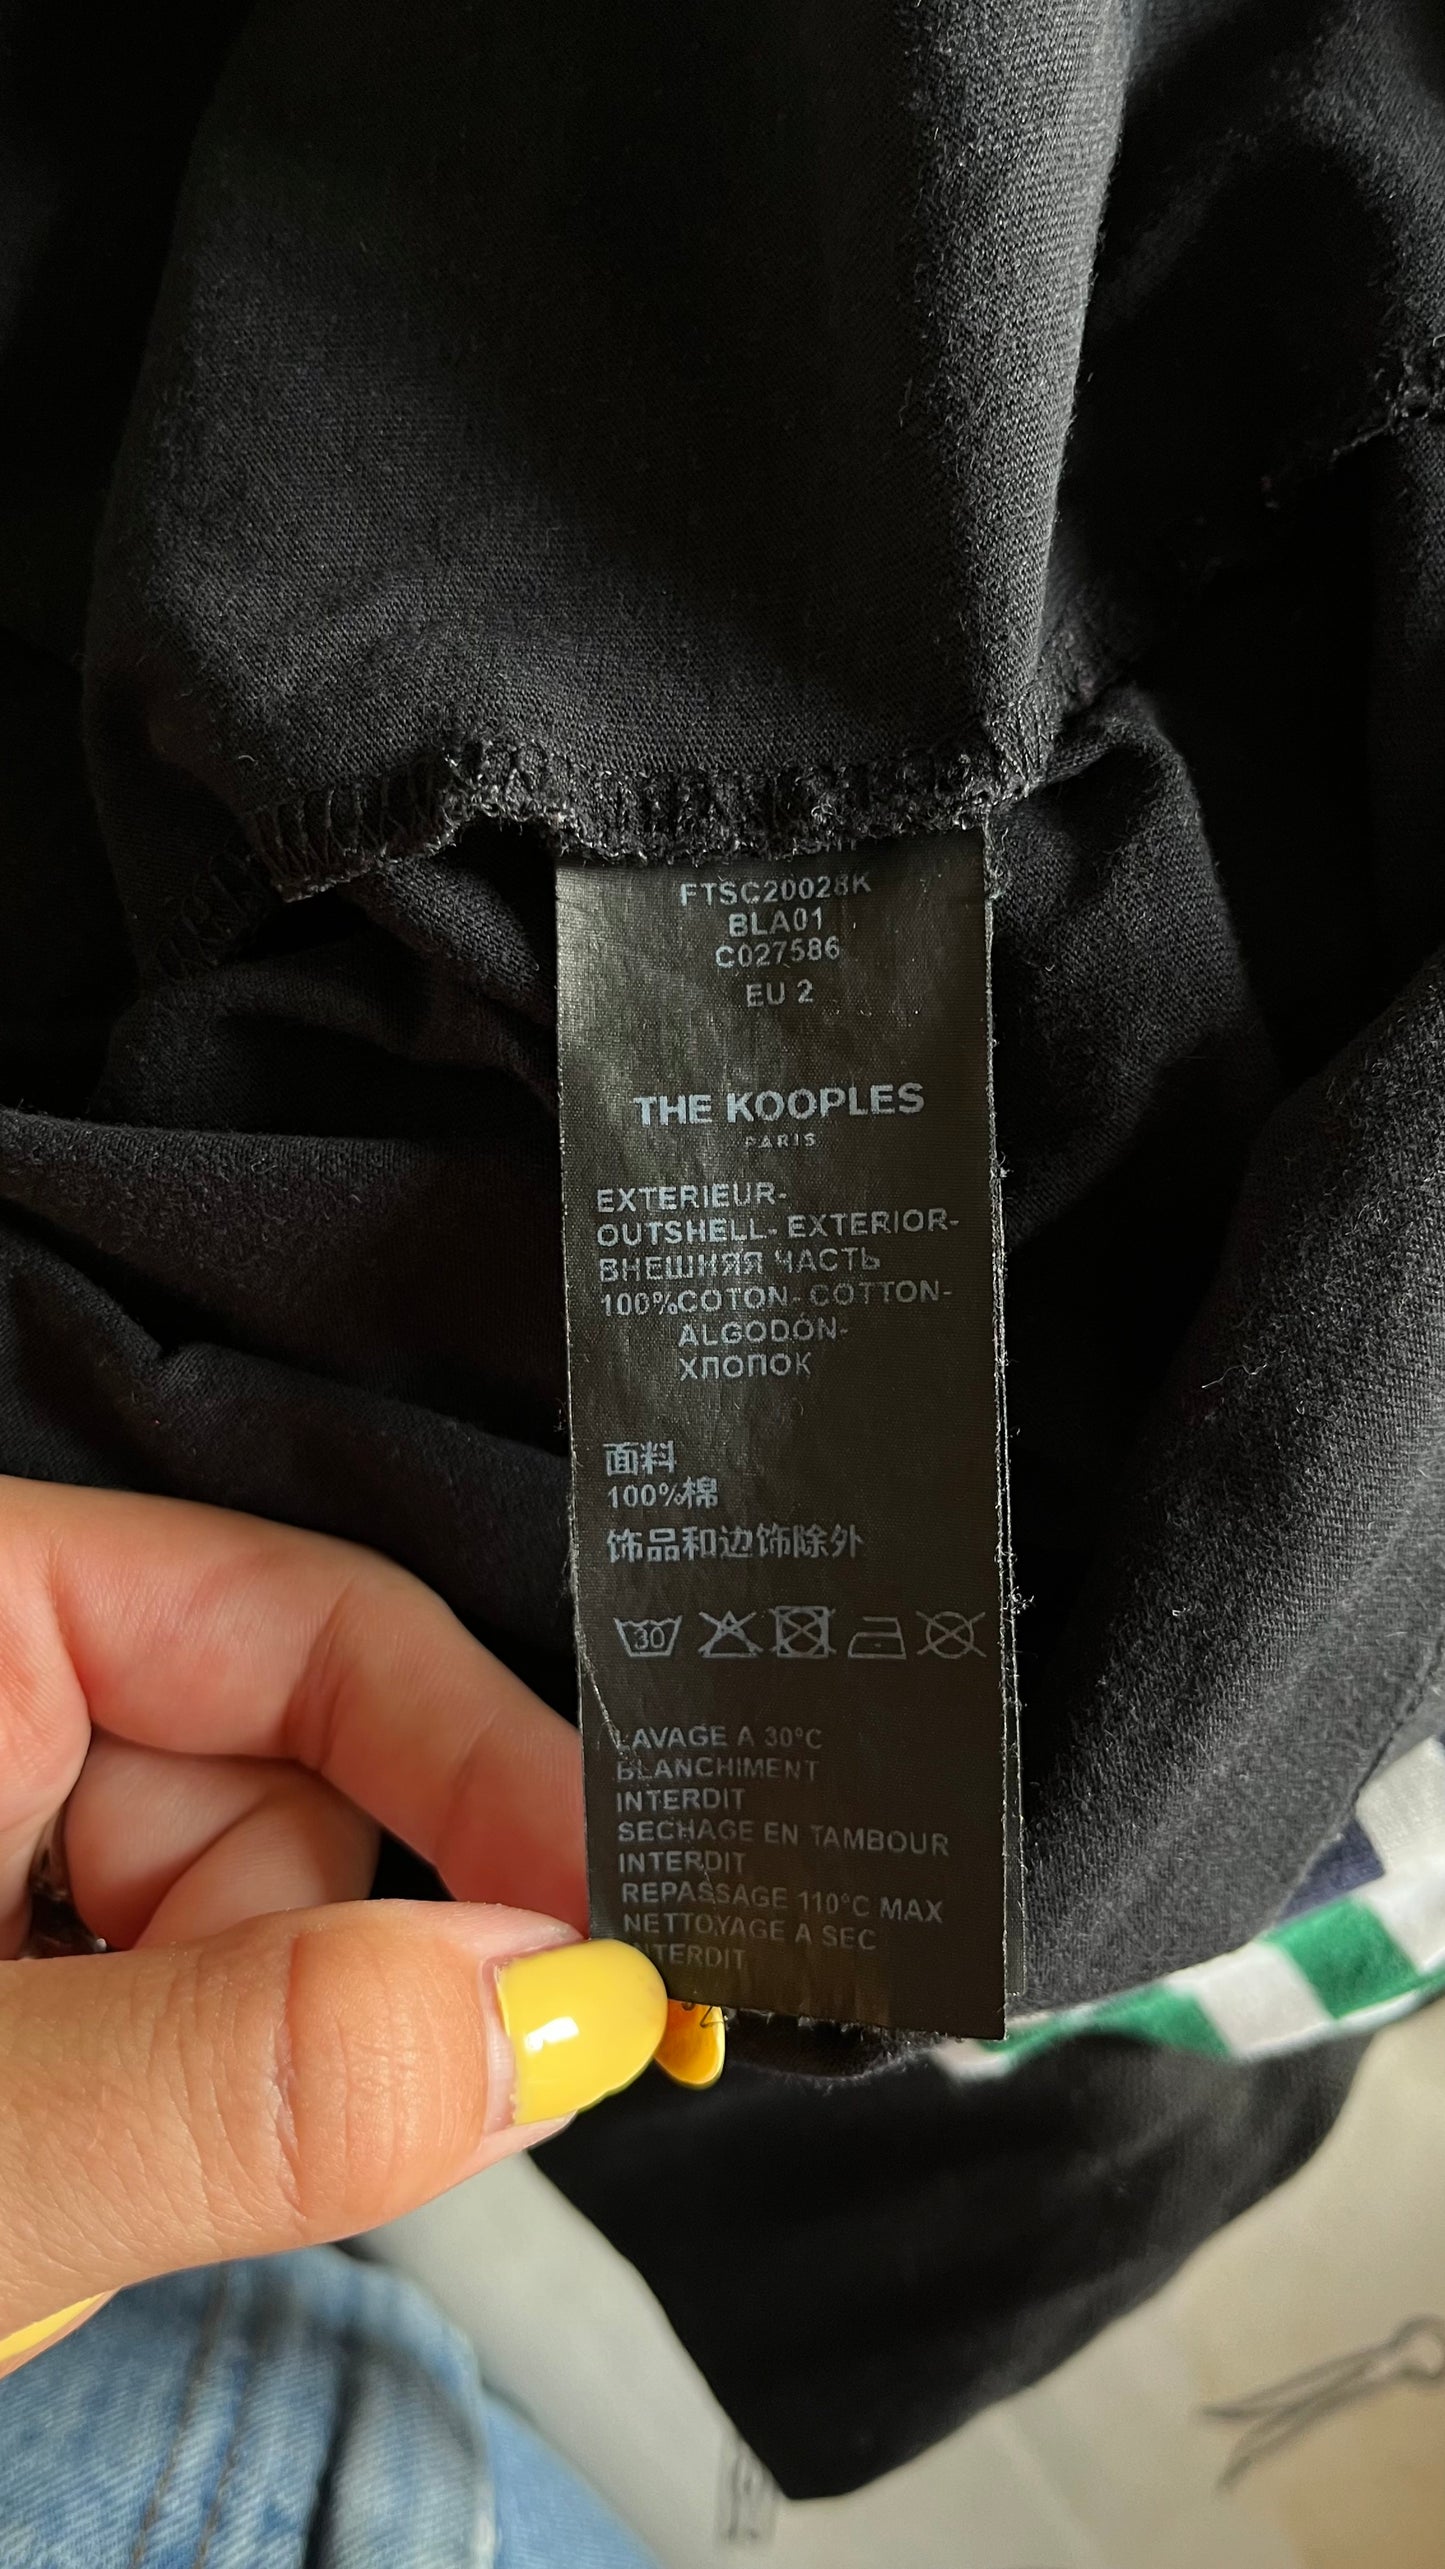 FTSC20028K
BLA01
C027586
EU 2
THE KOOPLES
PARIS
EXTERIEUR-
OUTSHELL- EXTERIOR-
ВНЕШНЯЯ ЧАСТЬ
100%COTON- COTTON-
ALGODÓN-
ХЛОПОК
面料
100%棉
饰品和边饰除外
30
LAVAGE A 30°C
BLANCHIMENT
INTERDIT
SECHAGE EN TAMBOUR
INTERDIT
REPASSAGE 110°C MAX
NETTOYAGE A SEC
INTERDIT